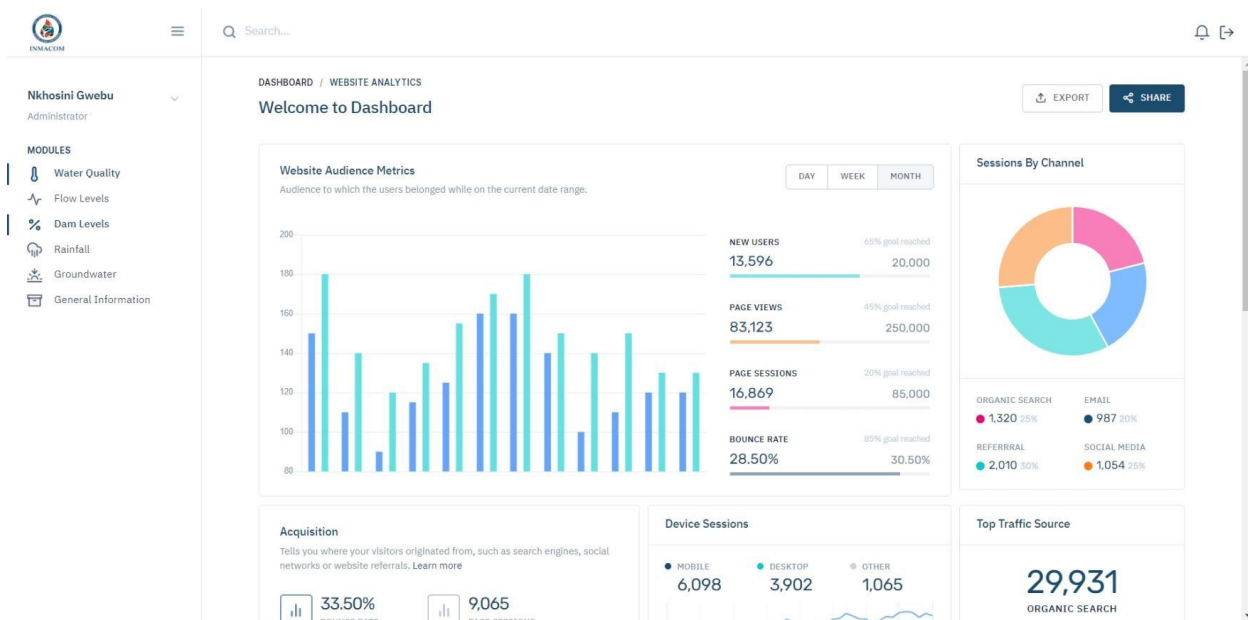 INMACOM
Search...
Nkhosini Gwebu
Administrator
MODULES
Water Quality
Flow Levels
Dam Levels
Rainfall
Groundwater
General Information
DASHBOARD / WEBSITE ANALYTICS
Welcome to Dashboard
EXPORT
SHARE
Website Audience Metrics
Audience to which the users belonged while on the current date range.
DAY WEEK MONTH
200
180
160
140
120
100
80
NEW USERS 65% goal reached
13,596 20,000
PAGE VIEWS 45% goal reached
83,123 250,000
PAGE SESSIONS 20% goal reached
16,869 85,000
BOUNCE RATE 85% goal reached
28.50% 30.50%
Sessions By Channel
ORGANIC SEARCH EMAIL
1,320 25% 987 20%
REFERRRAL SOCIAL MEDIA
2,010 30% 1,054 25%
Acquisition
Tells you where your visitors originated from, such as search engines, social
networks or website referrals. Learn more
33.50% 9,065
BOUNCE RATE PAGE SESSIONS
Device Sessions
MOBILE DESKTOP OTHER
6,098 3,902 1,065
Top Traffic Source
29,931
ORGANIC SEARCH